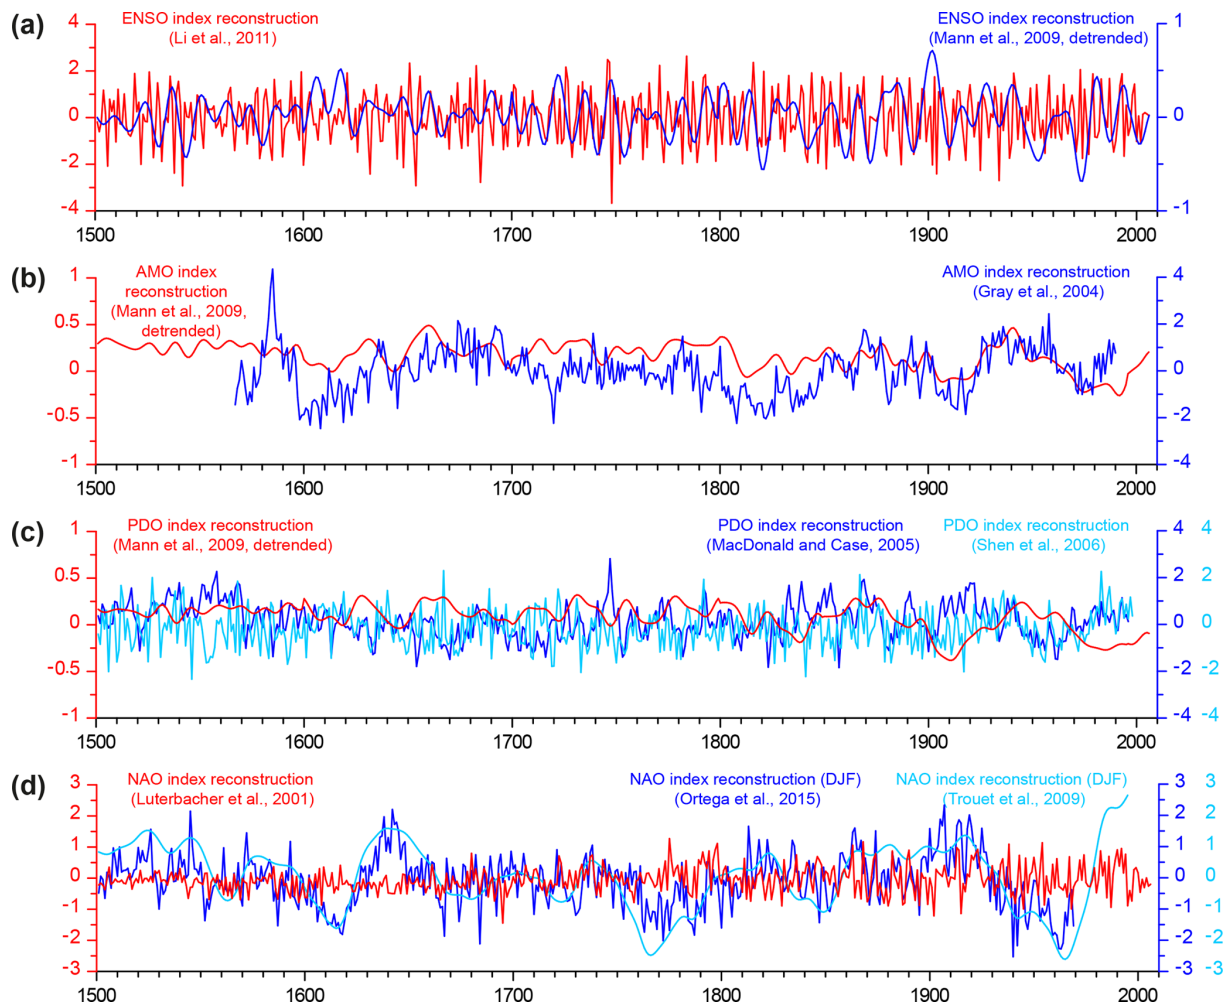 (a)
ENSO index reconstruction
(Li et al., 2011)
ENSO index reconstruction
(Mann et al., 2009, detrended)
4
2
0
-2
-4
1
0
-1
1500 1600 1700 1800 1900 2000
(b)
AMO index
reconstruction
(Mann et al., 2009,
detrended)
AMO index reconstruction
(Gray et al., 2004)
1
0.5
0
-0.5
-1
4
2
0
-2
-4
1500 1600 1700 1800 1900 2000
(c)
PDO index reconstruction
(Mann et al., 2009, detrended)
PDO index reconstruction
(MacDonald and Case, 2005)
PDO index reconstruction
(Shen et al., 2006)
1
0.5
0
-0.5
-1
4 4
2 2
0 0
-2 -2
-4 -4
1500 1600 1700 1800 1900 2000
(d)
NAO index reconstruction
(Luterbacher et al., 2001)
NAO index reconstruction (DJF)
(Ortega et al., 2015)
NAO index reconstruction (DJF)
(Trouet et al., 2009)
3
2
1
0
-1
-2
-3
3 3
2 2
1 1
0 0
-1 -1
-2 -2
-3 -3
1500 1600 1700 1800 1900 2000